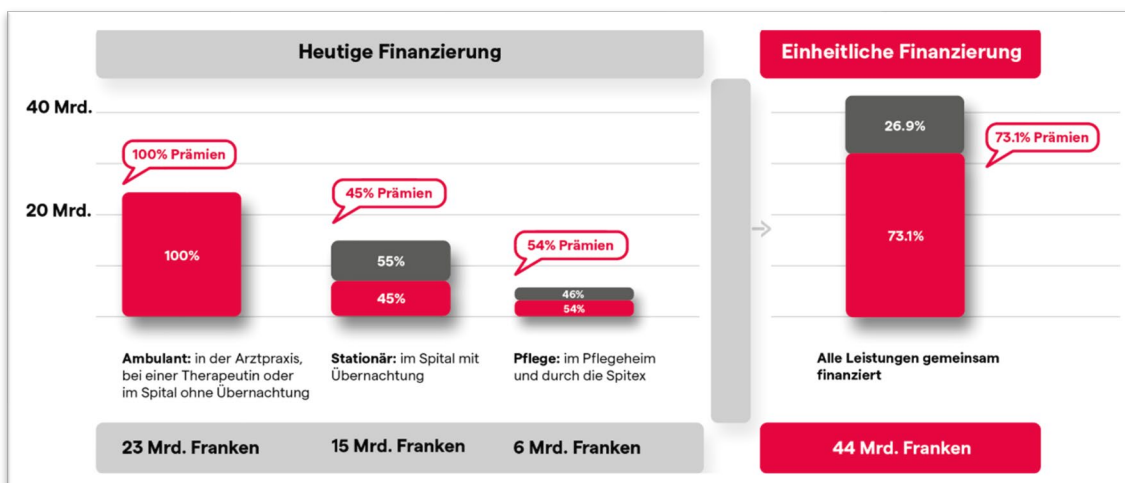 Heutige Finanzierung
Einheitliche Finanzierung
40 Mrd.
20 Mrd.
100% Prämien
100%
45% Prämien
55%
45%
54% Prämien
46%
54%
26.9%
73.1% Prämien
73.1%
Ambulant: in der Arztpraxis,
bei einer Therapeutin oder
im Spital ohne Übernachtung
Stationär: im Spital mit
Übernachtung
Pflege: im Pflegeheim
und durch die Spitex
Alle Leistungen gemeinsam
finanziert
23 Mrd. Franken
15 Mrd. Franken
6 Mrd. Franken
44 Mrd. Franken